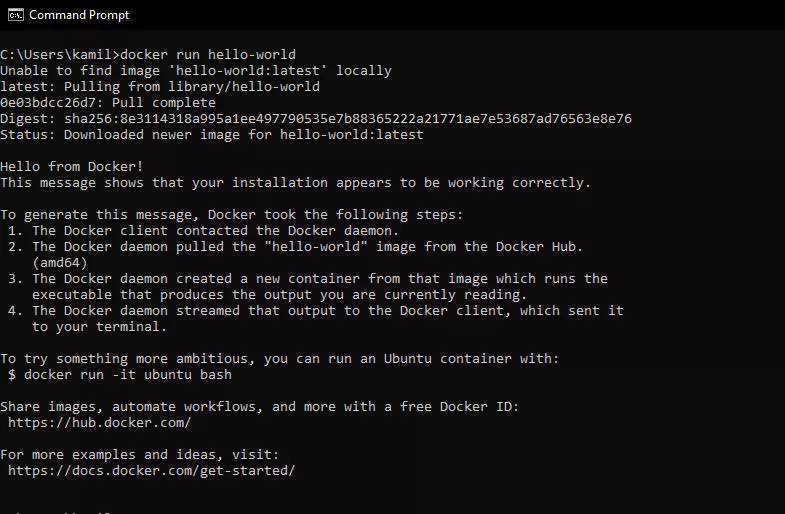 Command Prompt
C:\Users\kamil>docker run hello-world
Unable to find image 'hello-world:latest' locally
latest: Pulling from library/hello-world
0e03bdcc26d7: Pull complete
Digest: sha256:8e3114318a995a1ee497790535e7b88365222a21771ae7e53687ad76563e8e76
Status: Downloaded newer image for hello-world:latest
Hello from Docker!
This message shows that your installation appears to be working correctly.
To generate this message, Docker took the following steps:
1. The Docker client contacted the Docker daemon.
2. The Docker daemon pulled the "hello-world" image from the Docker Hub.
(amd64)
3. The Docker daemon created a new container from that image which runs the
executable that produces the output you are currently reading.
4. The Docker daemon streamed that output to the Docker client, which sent it
to your terminal.
To try something more ambitious, you can run an Ubuntu container with:
$ docker run -it ubuntu bash
Share images, automate workflows, and more with a free Docker ID:
https://hub.docker.com/
For more examples and ideas, visit:
https://docs.docker.com/get-started/